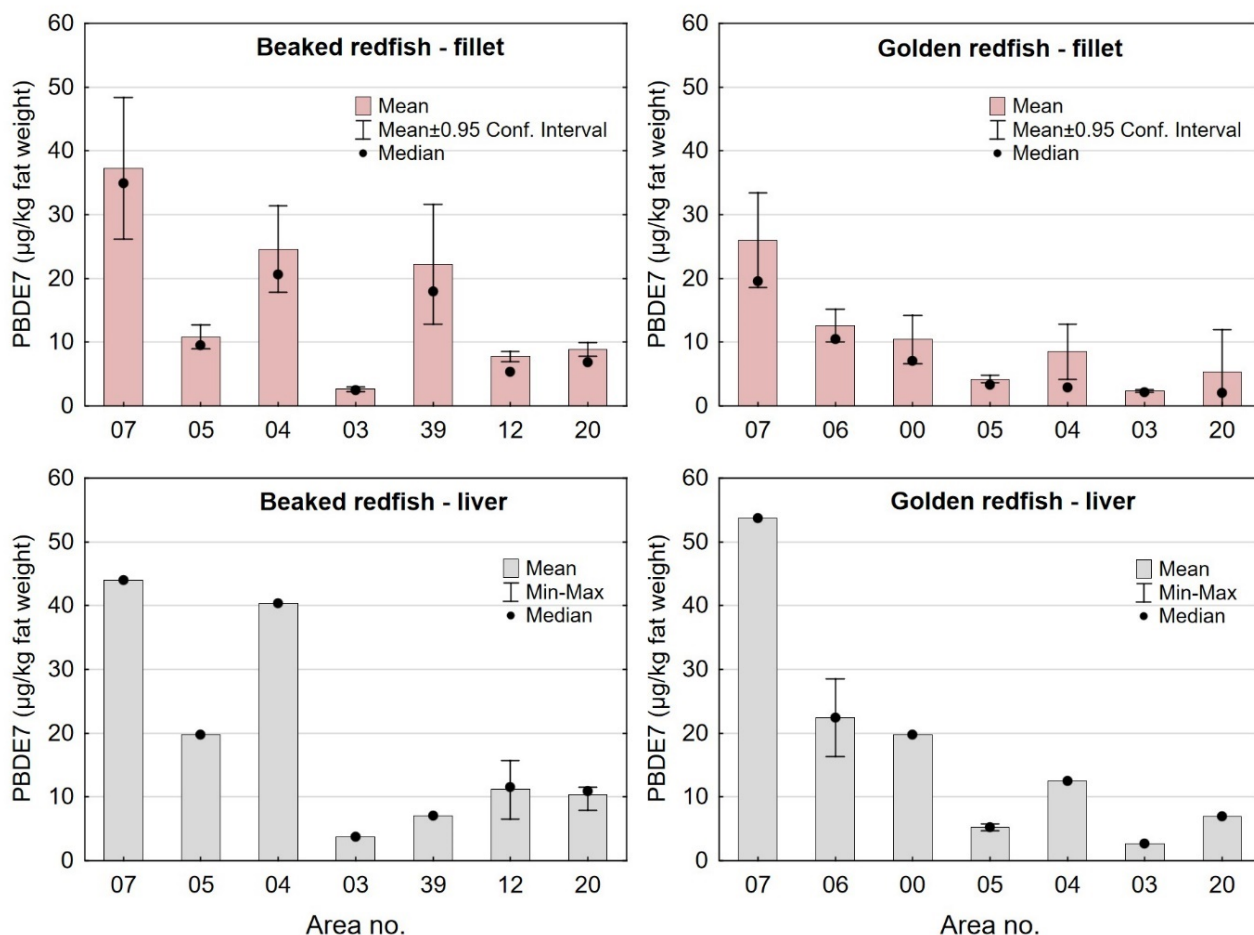 Beaked redfish - fillet
PBDE7 (µg/kg fat weight)
60
50
40
30
20
10
0
Mean
Mean±0.95 Conf. Interval
Median
07 05 04 03 39 12 20
Golden redfish - fillet
PBDE7 (µg/kg fat weight)
60
50
40
30
20
10
0
Mean
Mean±0.95 Conf. Interval
Median
07 06 00 05 04 03 20
Beaked redfish - liver
PBDE7 (µg/kg fat weight)
60
50
40
30
20
10
0
Mean
Min-Max
Median
07 05 04 03 39 12 20
Area no.
Golden redfish - liver
PBDE7 (µg/kg fat weight)
60
50
40
30
20
10
0
Mean
Min-Max
Median
07 06 00 05 04 03 20
Area no.